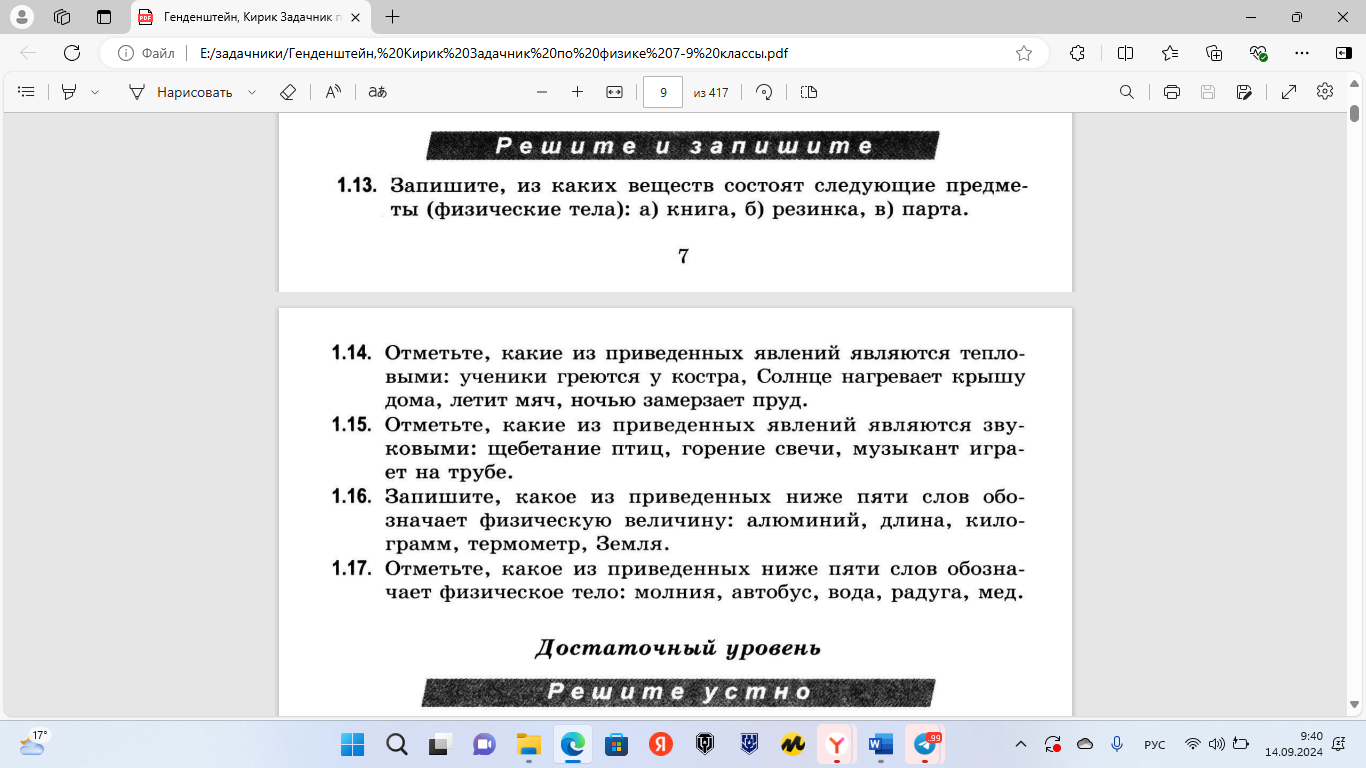 Генденштейн, Кирик Задачник п
Файл
E:/задачники/Генденштейн,%20Кирик%20Задачник%20по%20физике%207-9%20классы.pdf
Нарисовать
аあ
9
из 417
Решите и запишите
1.13. Запишите, из каких веществ состоят следующие предме-
ты (физические тела): а) книга, б) резинка, в) парта.
7
1.14. Отметьте, какие из приведенных явлений являются тепло-
выми: ученики греются у костра, Солнце нагревает крышу
дома, летит мяч, ночью замерзает пруд.
1.15. Отметьте, какие из приведенных явлений являются зву-
ковыми: щебетание птиц, горение свечи, музыкант игра-
ет на трубе.
1.16. Запишите, какое из приведенных ниже пяти слов обо-
значает физическую величину: алюминий, длина, кило-
грамм, термометр, Земля.
1.17. Отметьте, какое из приведенных ниже пяти слов обозна-
чает физическое тело: молния, автобус, вода, радуга, мед.
Достаточный уровень
Решите устно
17°
99
РУС
9:40
14.09.2024